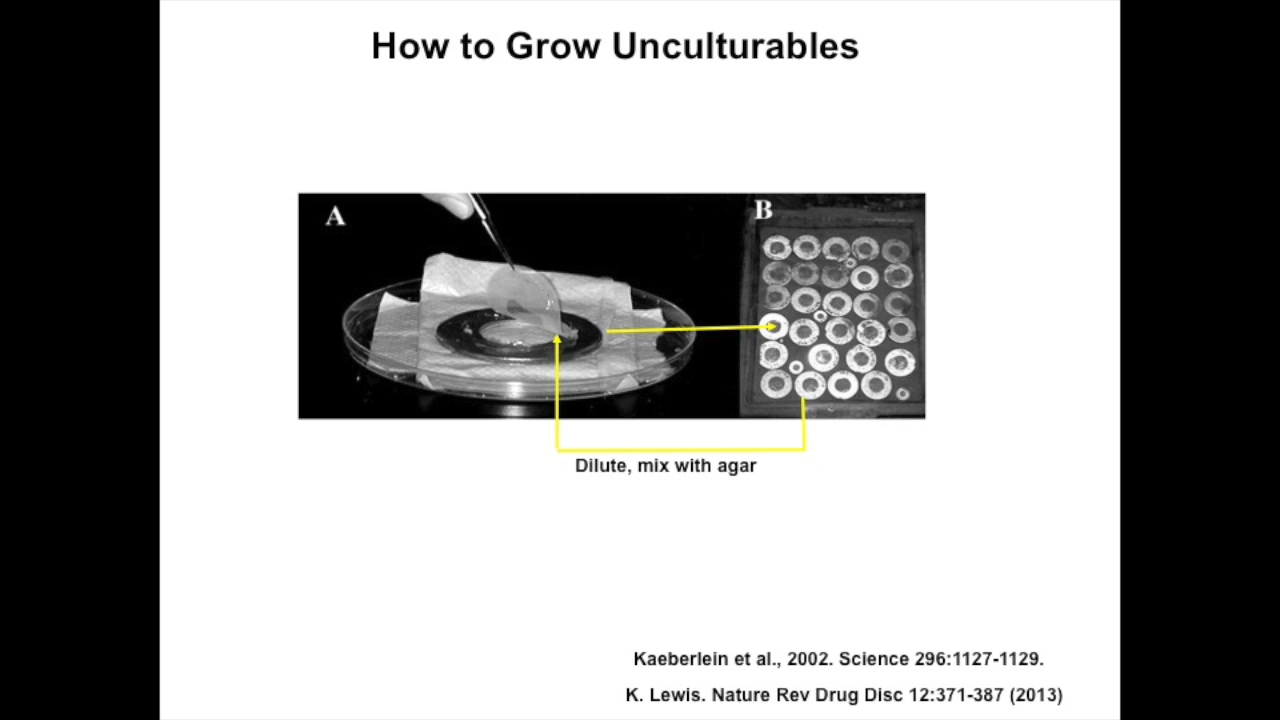 How to Grow Unculturables
A
B
Dilute, mix with agar
Kaeberlein et al., 2002. Science 296:1127-1129.
K. Lewis. Nature Rev Drug Disc 12:371-387 (2013)